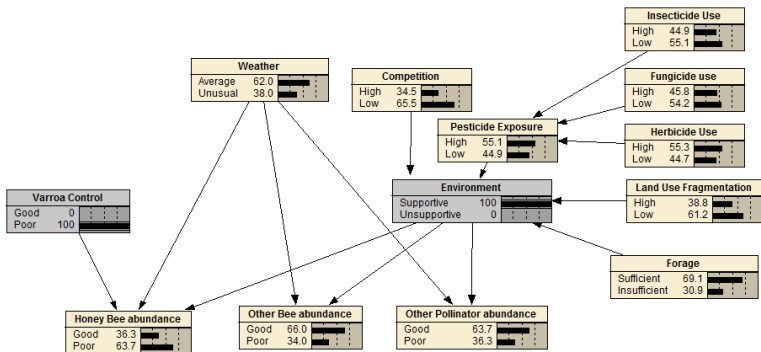 Insecticide Use
High 44.9
Low 55.1
Weather
Average 62.0
Unusual 38.0
Competition
High 34.5
Low 65.5
Fungicide use
High 45.8
Low 54.2
Pesticide Exposure
High 55.1
Low 44.9
Herbicide Use
High 55.3
Low 44.7
Varroa Control
Good 0
Poor 100
Environment
Supportive 100
Unsupportive 0
Land Use Fragmentation
High 38.8
Low 61.2
Forage
Sufficient 69.1
Insufficient 30.9
Honey Bee abundance
Good 36.3
Poor 63.7
Other Bee abundance
Good 66.0
Poor 34.0
Other Pollinator abundance
Good 63.7
Poor 36.3